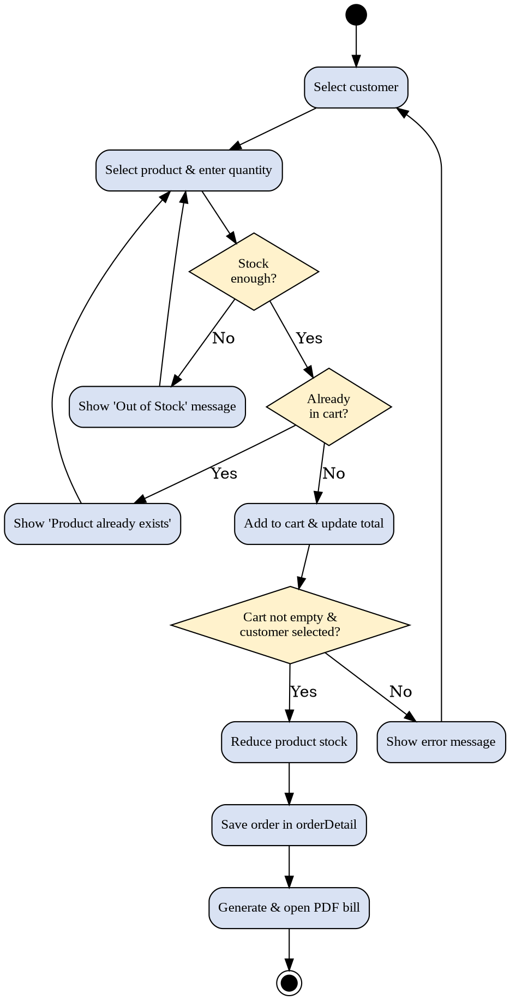 Select customer
Select product & enter quantity
Stock
enough?
No
Yes
Show 'Out of Stock' message
Already
in cart?
Yes
No
Show 'Product already exists'
Add to cart & update total
Cart not empty &
customer selected?
Yes
No
Reduce product stock
Show error message
Save order in orderDetail
Generate & open PDF bill